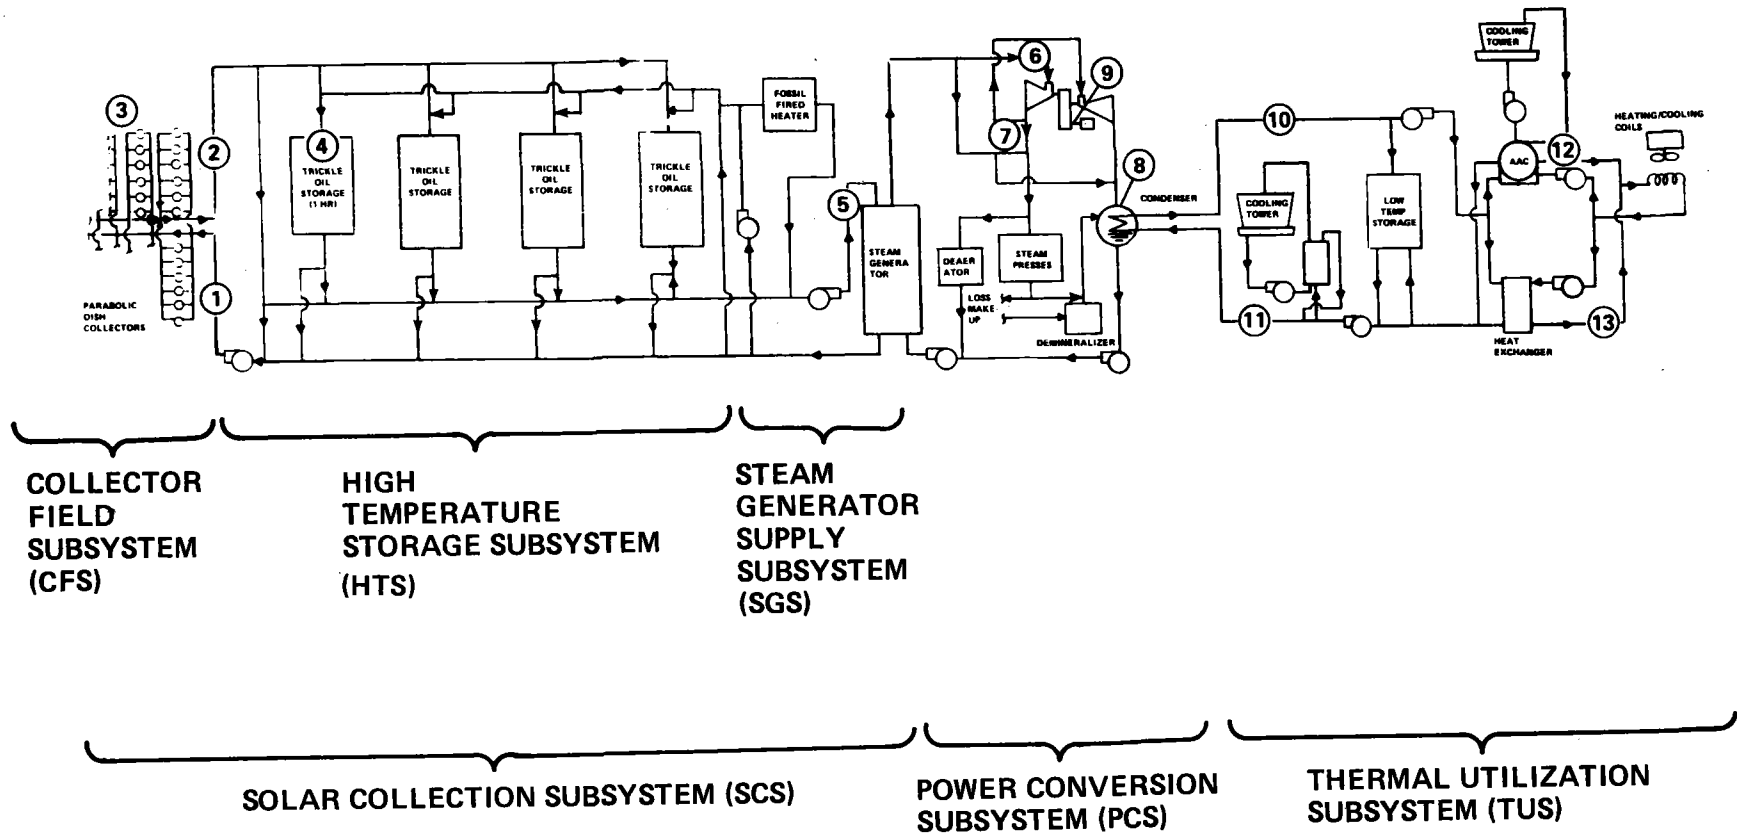 COOLING
TOWER
6
9
3
FOSSIL
FIRED
HEATER
HEATING/COOLING
COILS
10
7
2
4
TRICKLE
OIL
STORAGE
(1 HR)
TRICKLE
OIL
STORAGE
TRICKLE
OIL
STORAGE
TRICKLE
OIL
STORAGE
8
12
AAC
CONDENSER
5
COOLING
TOWER
LOW
TEMP
STORAGE
STEAM
GENERA
TOR
DEAER
ATOR
STEAM
PRESSES
1
PARABOLIC
DISH
COLLECTORS
LOSS
MAKE
UP
DEMINERALIZER
11
13
HEAT
EXCHANGER
COLLECTOR
FIELD
SUBSYSTEM
(CFS)
HIGH
TEMPERATURE
STORAGE SUBSYSTEM
(HTS)
STEAM
GENERATOR
SUPPLY
SUBSYSTEM
(SGS)
SOLAR COLLECTION SUBSYSTEM (SCS)
POWER CONVERSION
SUBSYSTEM (PCS)
THERMAL UTILIZATION
SUBSYSTEM (TUS)